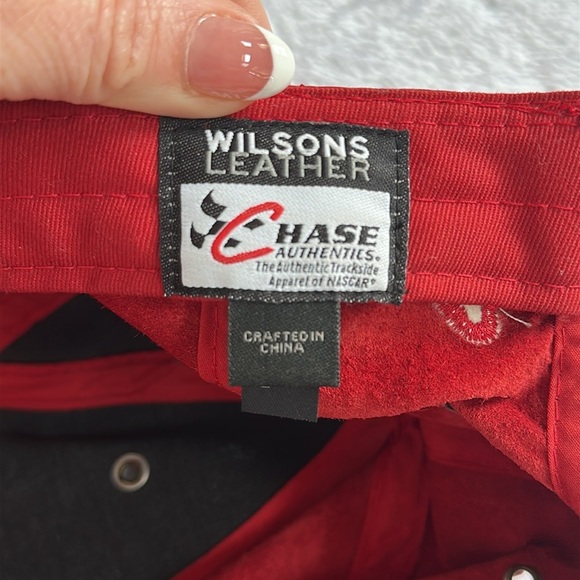 WILSONS
LEATHER
CHASE
AUTHENTICS®
The Authentic Trackside
Apparel of NASCAR®
CRAFTED IN
CHINA